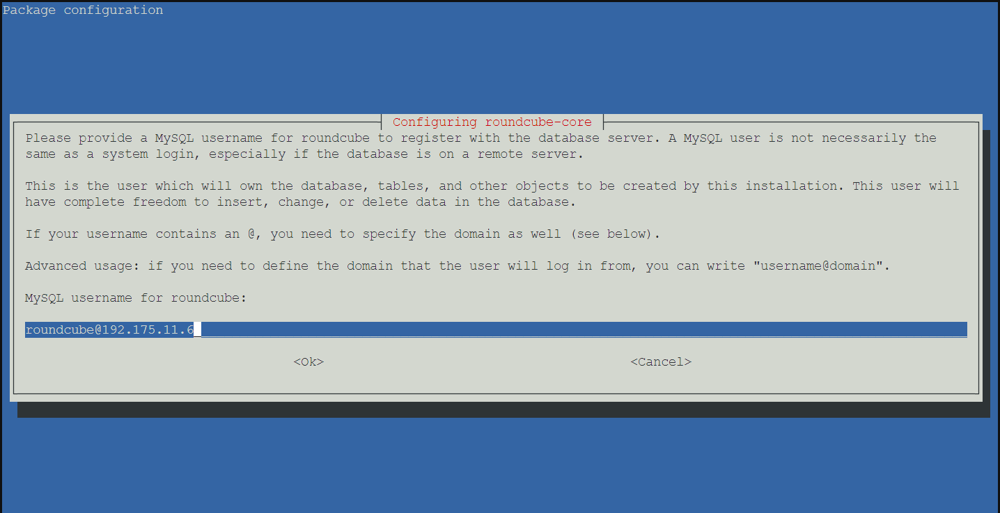 Package configuration
Configuring roundcube-core
Please provide a MySQL username for roundcube to register with the database server. A MySQL user is not necessarily the
same as a system login, especially if the database is on a remote server.
This is the user which will own the database, tables, and other objects to be created by this installation. This user will
have complete freedom to insert, change, or delete data in the database.
If your username contains an @, you need to specify the domain as well (see below).
Advanced usage: if you need to define the domain that the user will log in from, you can write "username@domain".
MySQL username for roundcube:
roundcube@192.175.11.6
<Ok> <Cancel>